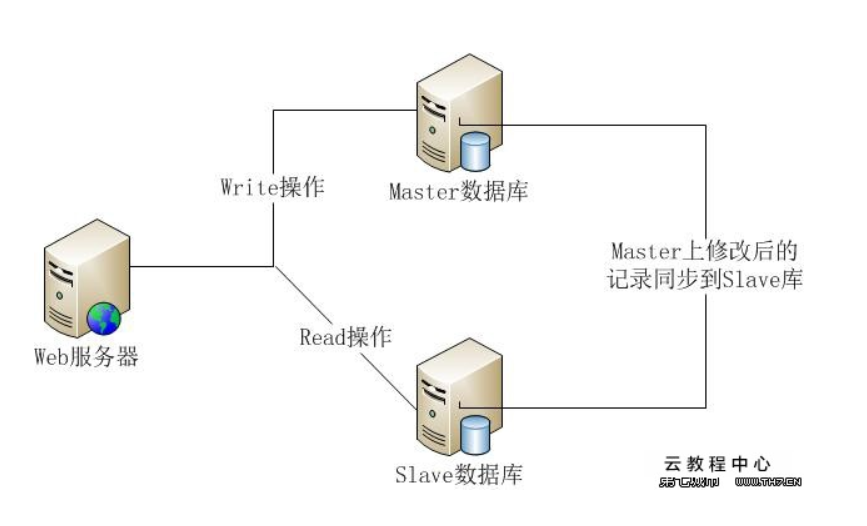 Write操作
Master数据库
Master上修改后的
记录同步到Slave库
Web服务器
Read操作
Slave数据库
云教程中心
WWW.TH7.CN